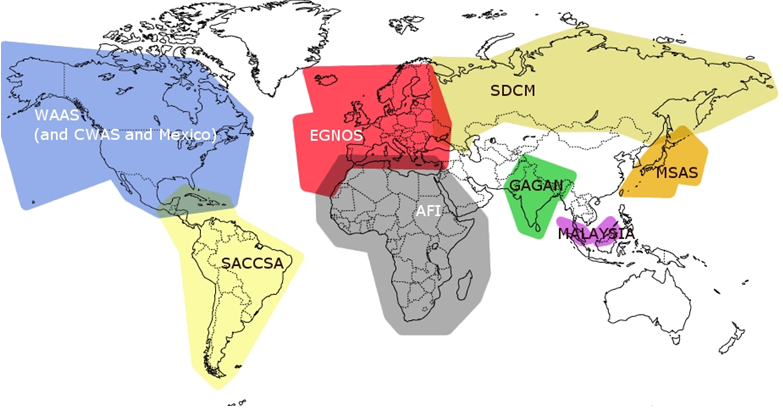 SDCM
WAAS
(and CWAS and Mexico)
EGNOS
MSAS
GAGAN
AFI
MALAYSIA
SACCSA